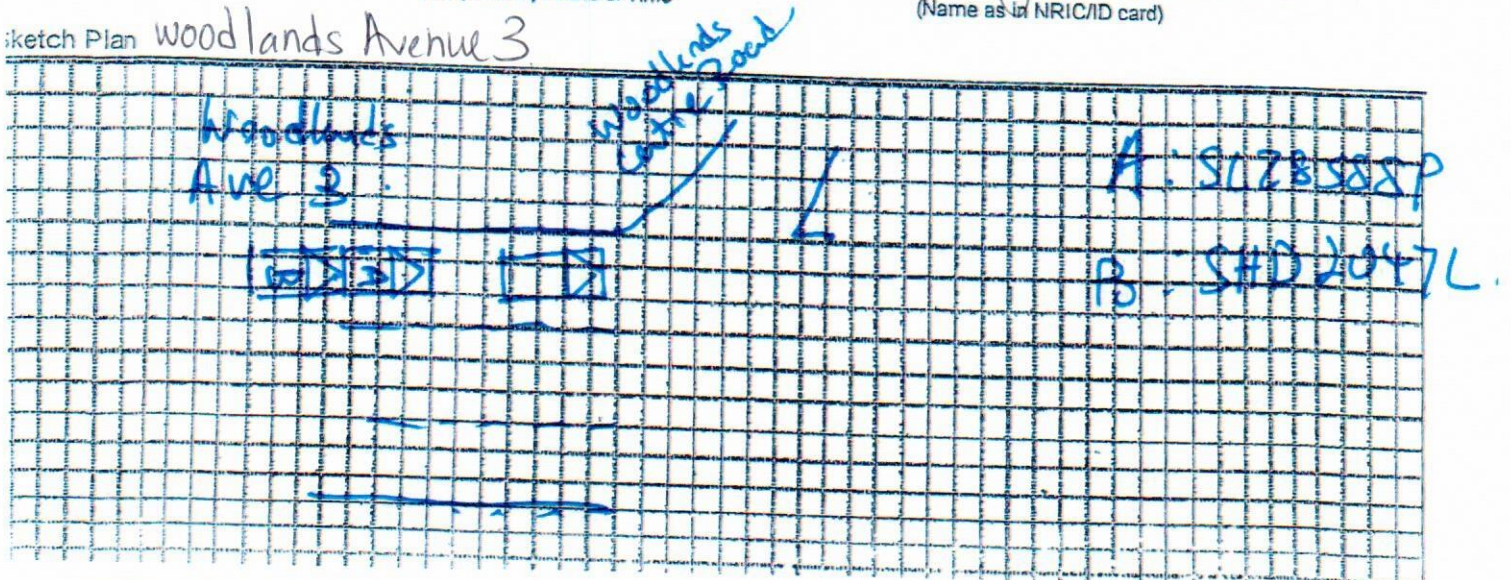 (Name as in NRIC/ID card)
sketch Plan Woodlands Avenue 3
Woodlands
Centre Road
Woodlands
Ave 3.
A: SLZ8588P
B: SHD2047L.
B
A